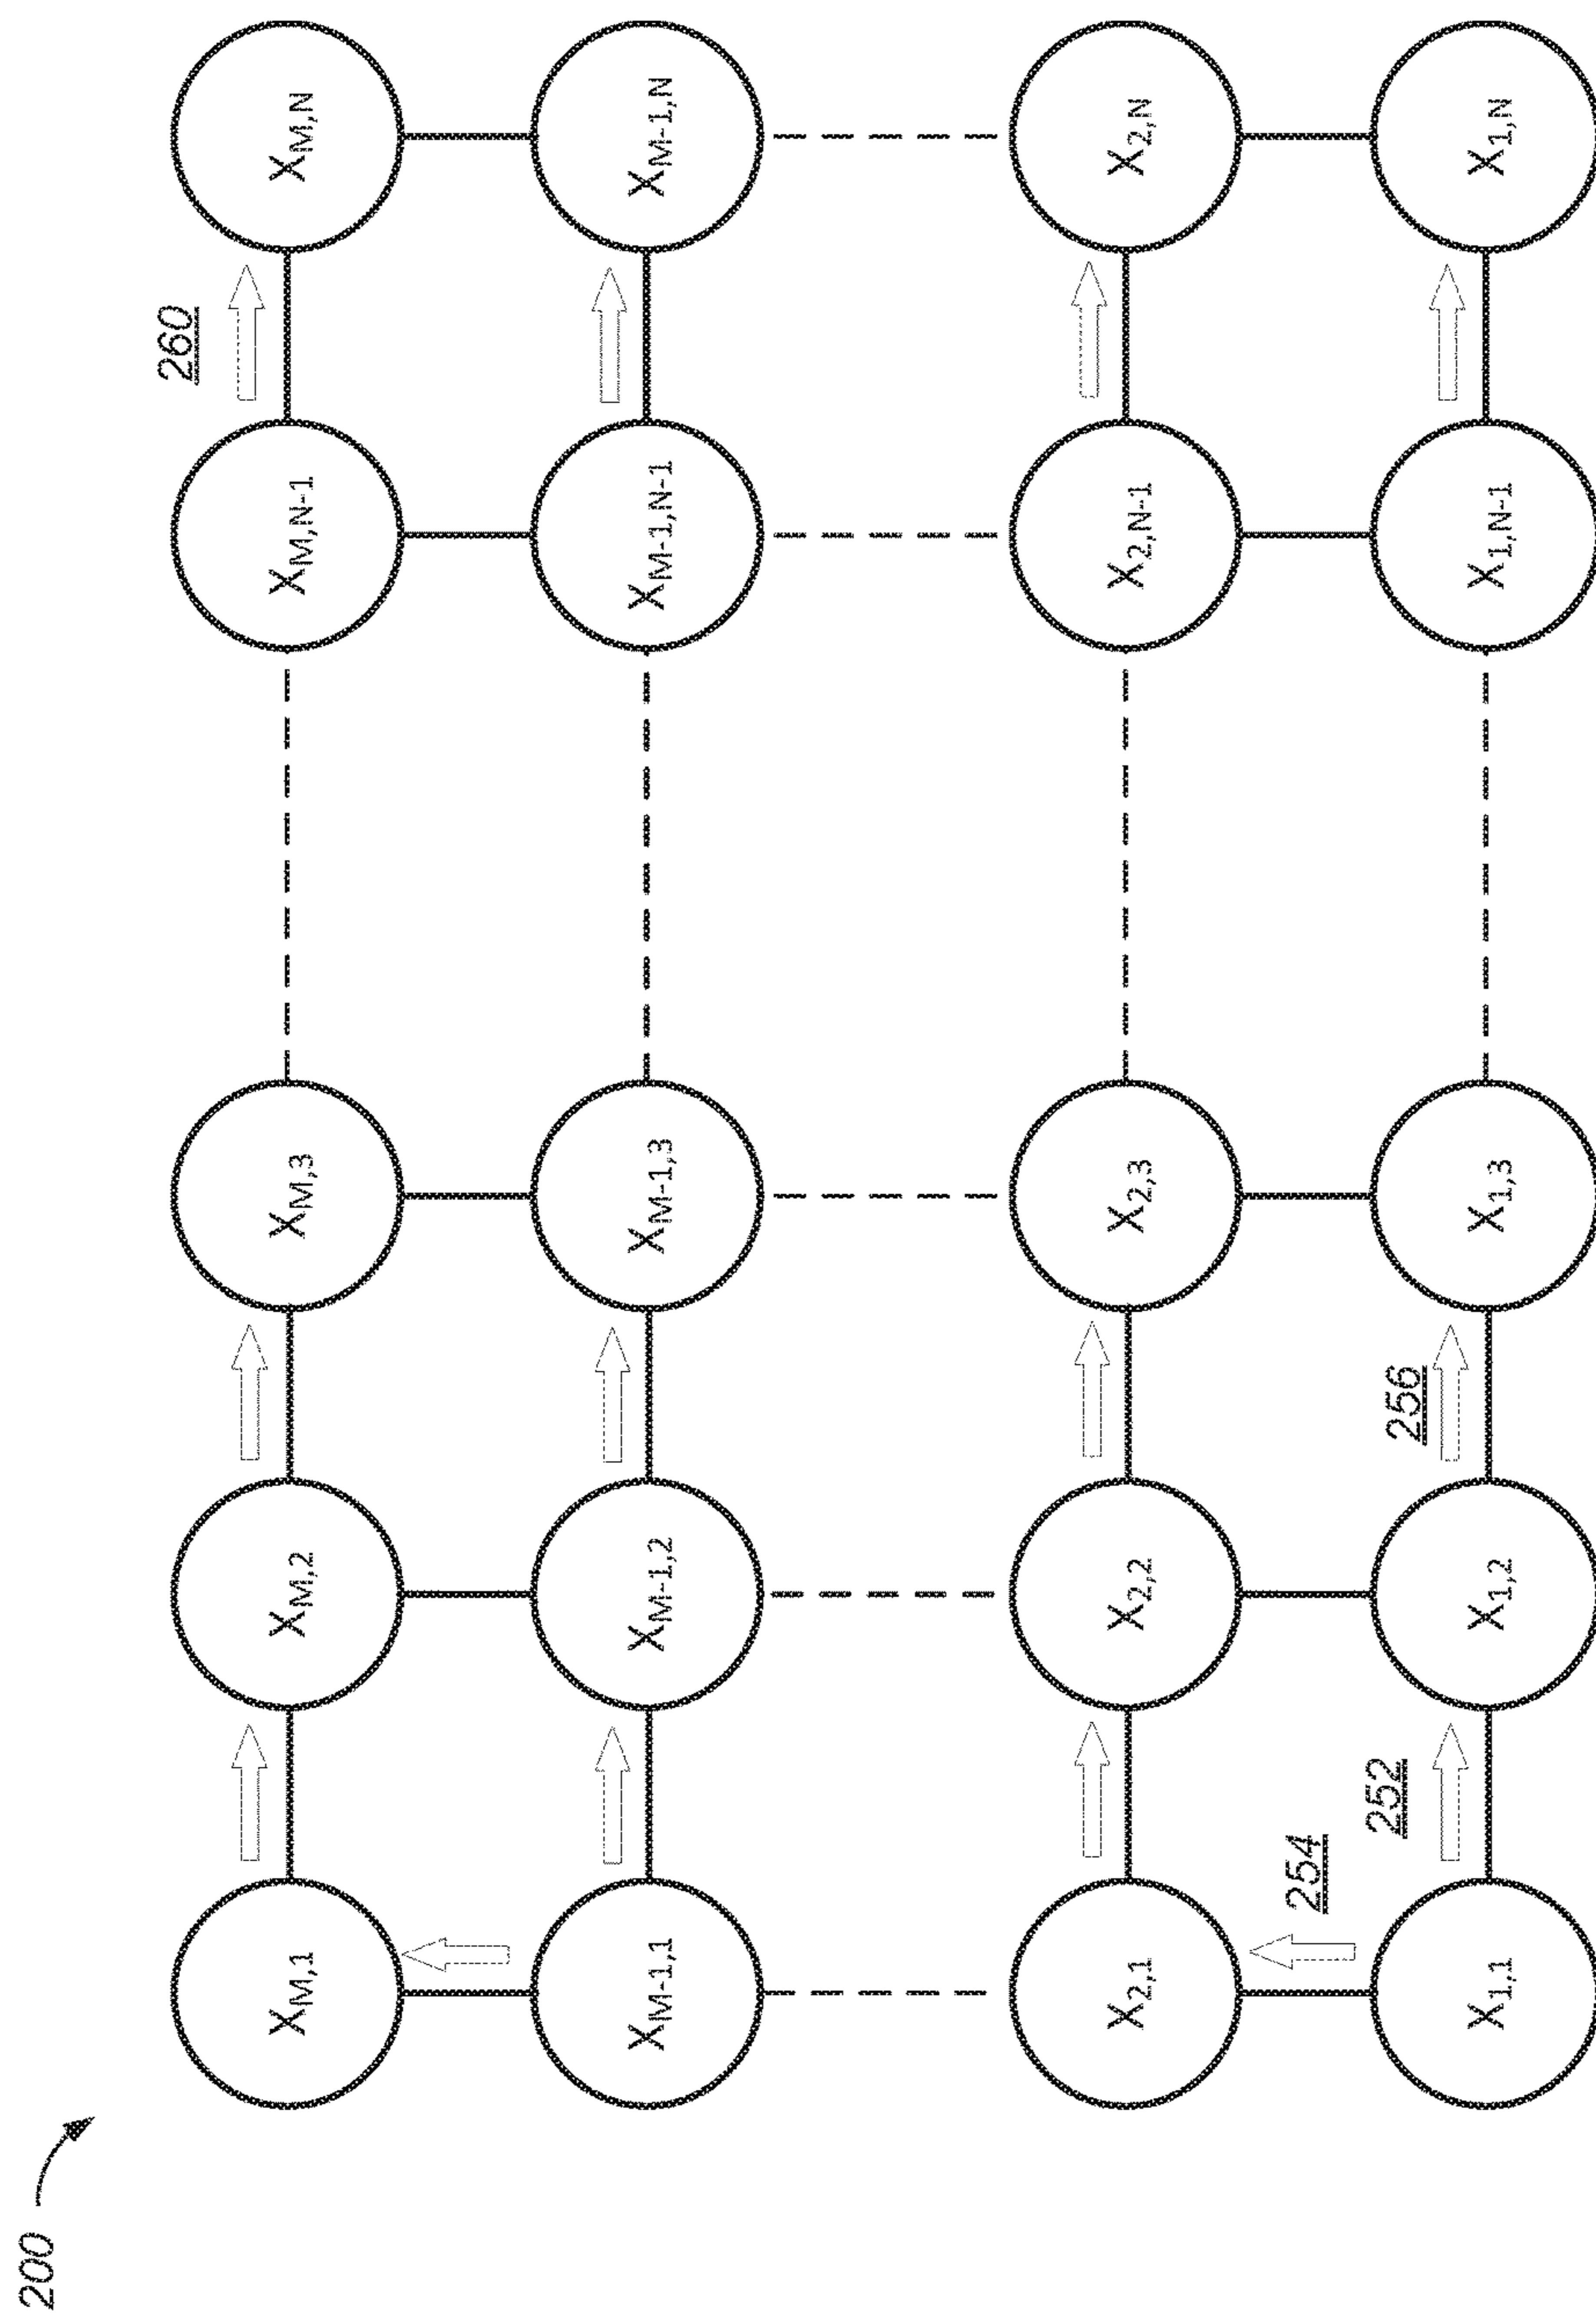 200
260
X_{M,1} X_{M,2} X_{M,3} X_{M,N-1} X_{M,N}
X_{M-1,1} X_{M-1,2} X_{M-1,3} X_{M-1,N-1} X_{M-1,N}
X_{2,1} X_{2,2} X_{2,3} X_{2,N-1} X_{2,N}
254
252 256
X_{1,1} X_{1,2} X_{1,3} X_{1,N-1} X_{1,N}